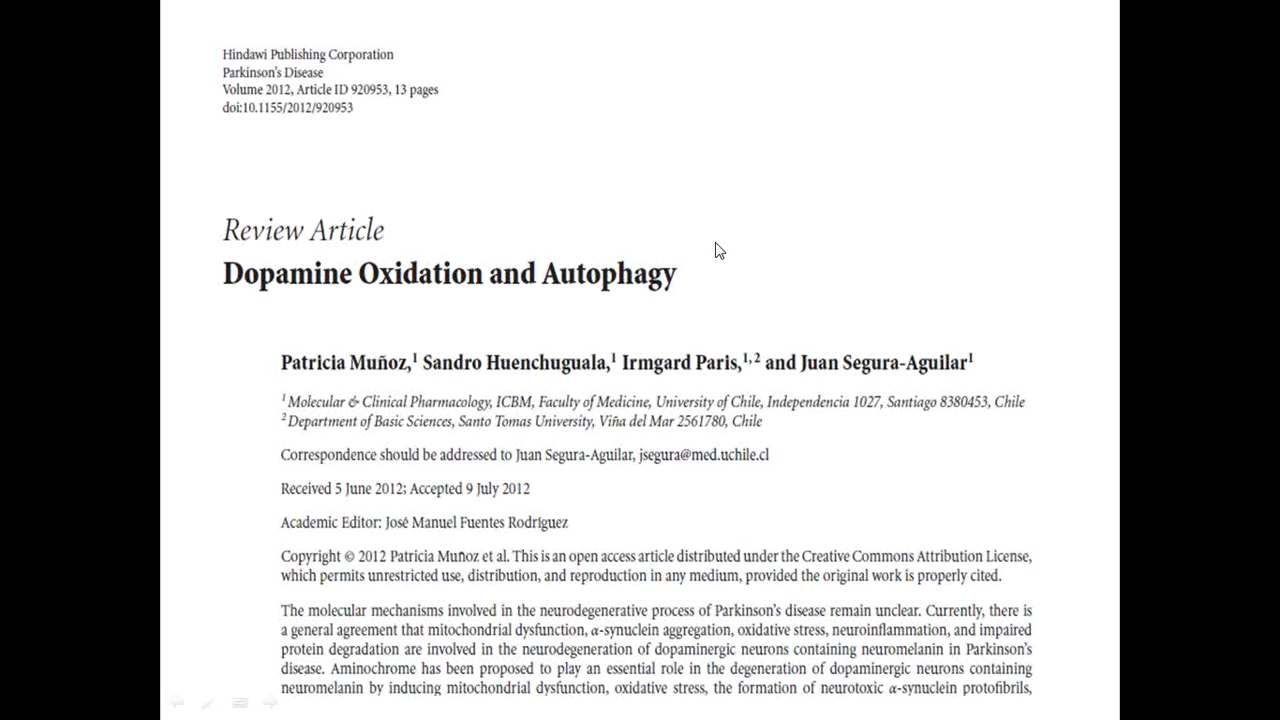 Hindawi Publishing Corporation
Parkinson's Disease
Volume 2012, Article ID 920953, 13 pages
doi:10.1155/2012/920953
Review Article
Dopamine Oxidation and Autophagy
Patricia Muñoz,1 Sandro Huenchuguala,1 Irmgard Paris,1,2 and Juan Segura-Aguilar1
1 Molecular & Clinical Pharmacology, ICBM, Faculty of Medicine, University of Chile, Independencia 1027, Santiago 8380453, Chile
2 Department of Basic Sciences, Santo Tomas University, Viña del Mar 2561780, Chile
Correspondence should be addressed to Juan Segura-Aguilar, jsegura@med.uchile.cl
Received 5 June 2012; Accepted 9 July 2012
Academic Editor: José Manuel Fuentes Rodríguez
Copyright © 2012 Patricia Muñoz et al. This is an open access article distributed under the Creative Commons Attribution License,
which permits unrestricted use, distribution, and reproduction in any medium, provided the original work is properly cited.
The molecular mechanisms involved in the neurodegenerative process of Parkinson's disease remain unclear. Currently, there is
a general agreement that mitochondrial dysfunction, α-synuclein aggregation, oxidative stress, neuroinflammation, and impaired
protein degradation are involved in the neurodegeneration of dopaminergic neurons containing neuromelanin in Parkinson's
disease. Aminochrome has been proposed to play an essential role in the degeneration of dopaminergic neurons containing
neuromelanin by inducing mitochondrial dysfunction, oxidative stress, the formation of neurotoxic α-synuclein protofibrils,